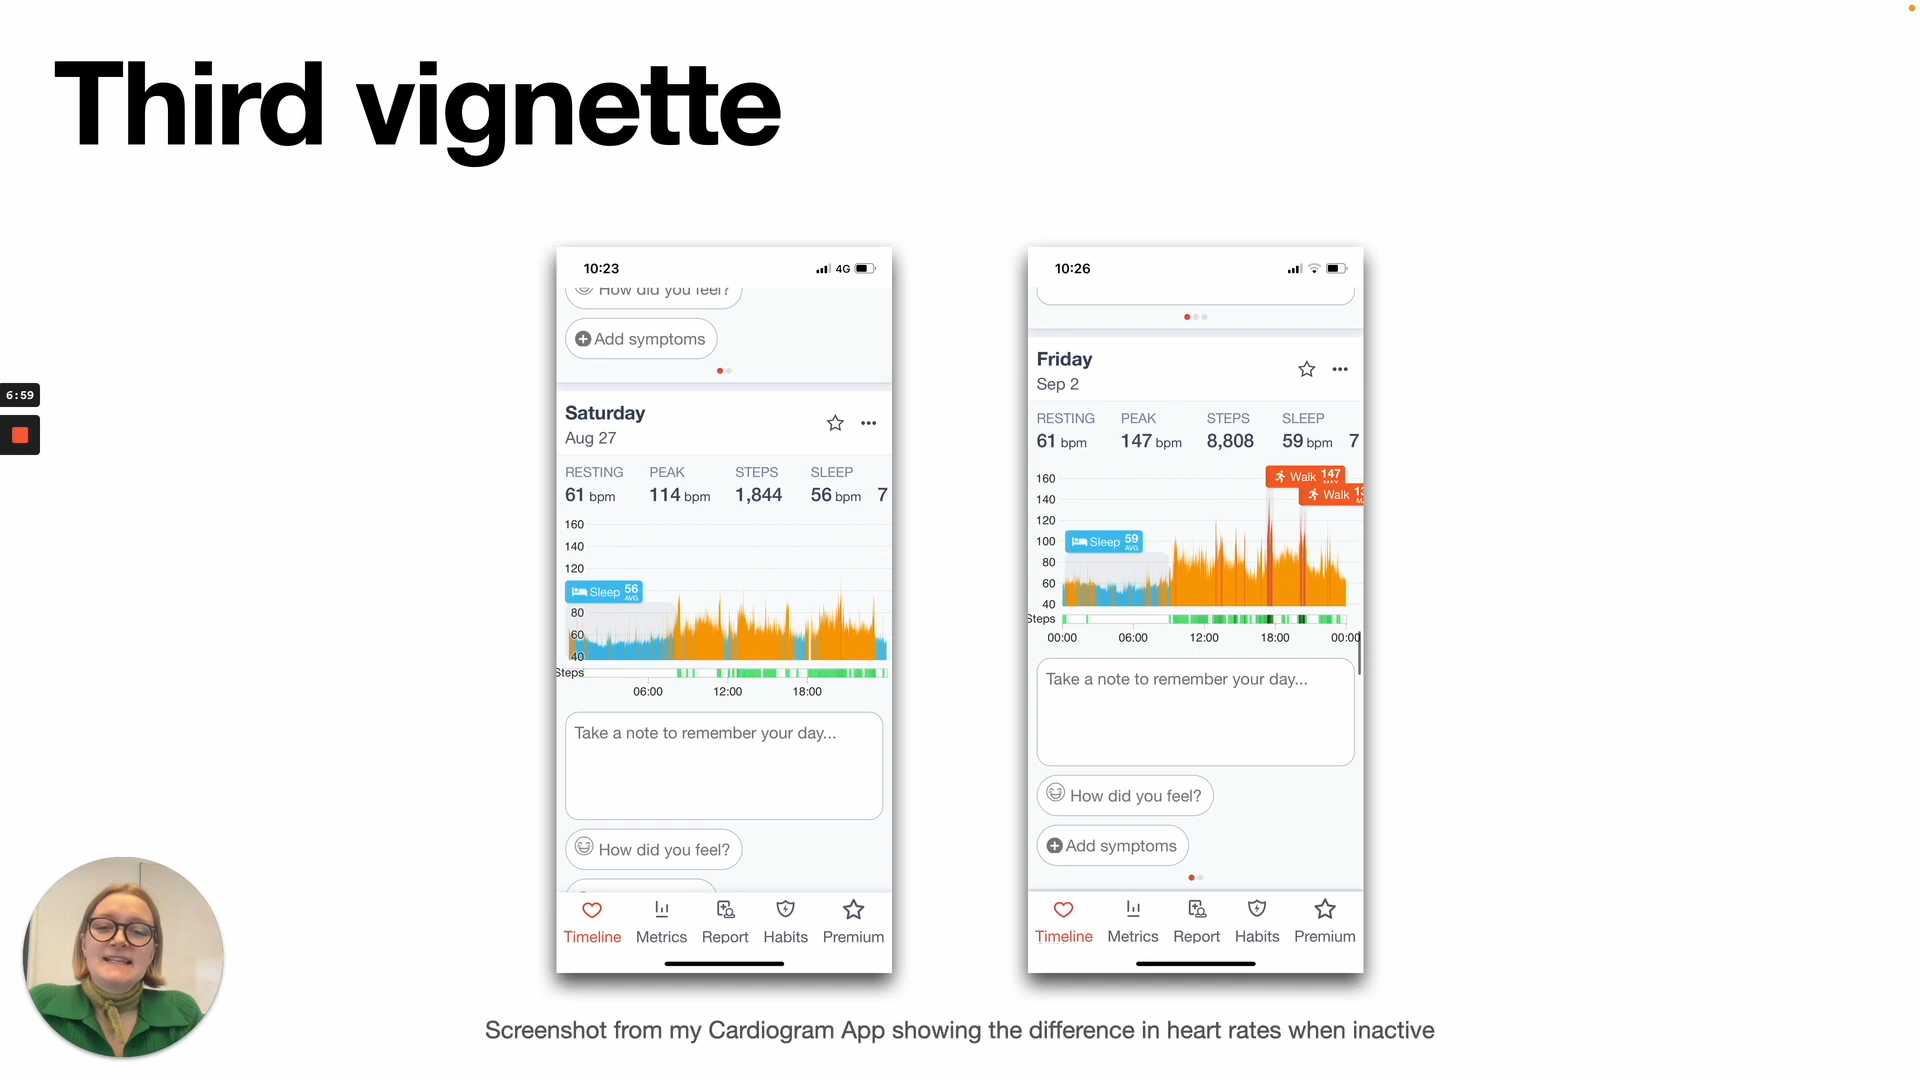 Third vignette
6:59
10:23
4G
How did you feel?
Add symptoms
Saturday
Aug 27
RESTING PEAK STEPS SLEEP
61 bpm 114 bpm 1,844 56 bpm 7
160
140
120
Sleep 56 AVG
80
60
40
Steps
06:00 12:00 18:00
Take a note to remember your day...
How did you feel?
Timeline Metrics Report Habits Premium
10:26
Friday
Sep 2
RESTING PEAK STEPS SLEEP
61 bpm 147 bpm 8,808 59 bpm 7
Walk 147 MAX
160
Walk
140
120
100
Sleep 59 AVG
80
60
40
Steps
00:00 06:00 12:00 18:00 00:00
Take a note to remember your day...
How did you feel?
Add symptoms
Timeline Metrics Report Habits Premium
Screenshot from my Cardiogram App showing the difference in heart rates when inactive